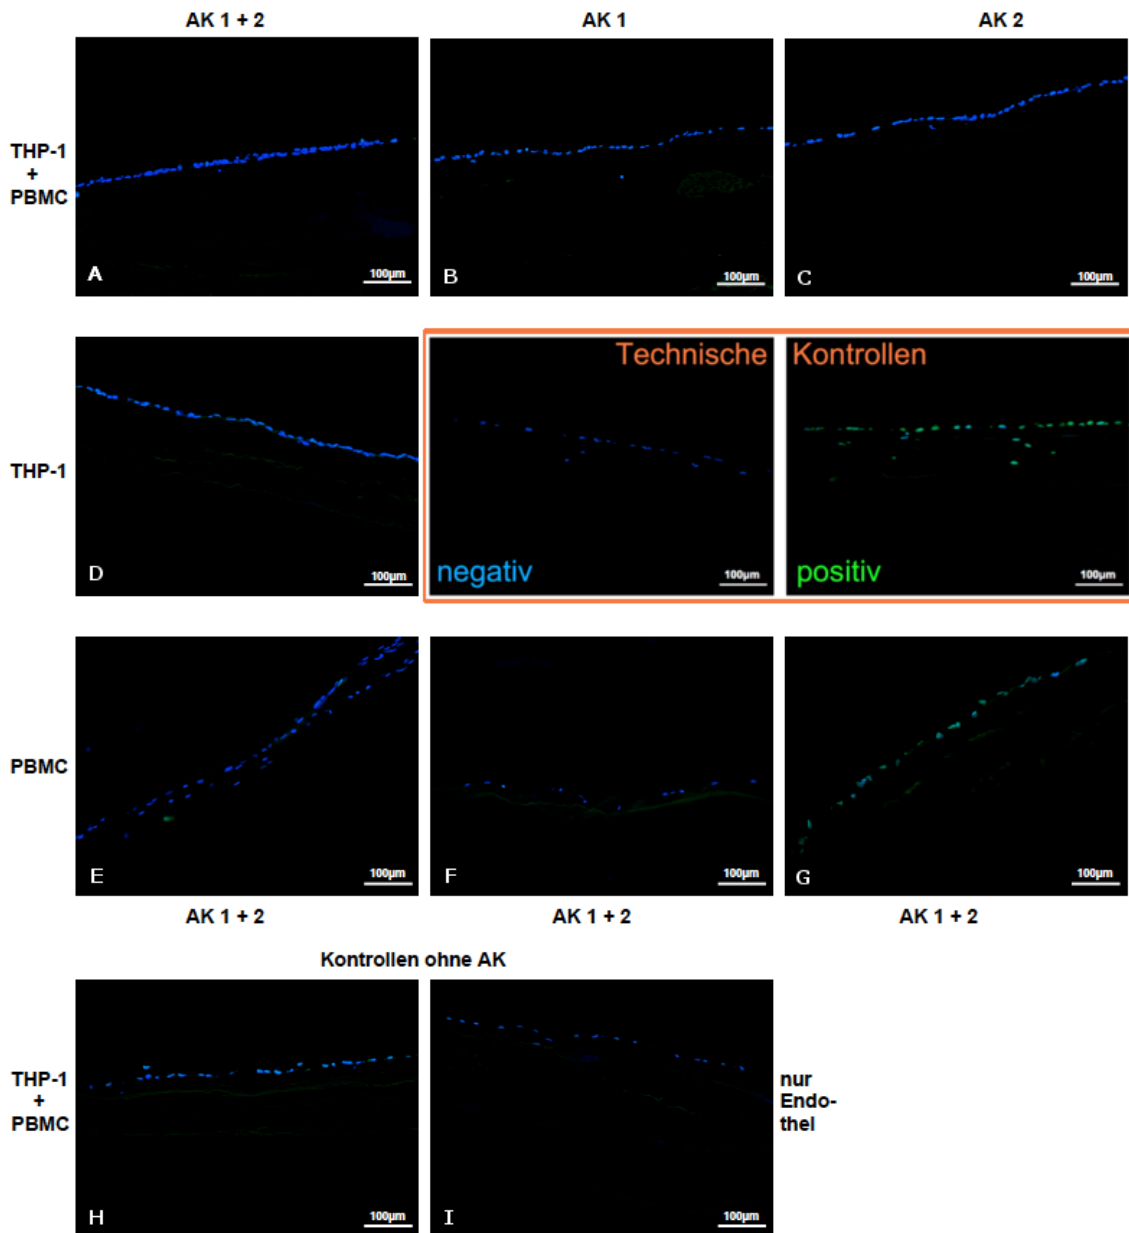 AK 1 + 2
AK 1
AK 2
THP-1
+
PBMC
A
100µm
B
100µm
C
100µm
THP-1
D
100µm
Technische
negativ
100µm
Kontrollen
positiv
100µm
PBMC
E
100µm
F
100µm
G
100µm
AK 1 + 2
AK 1 + 2
AK 1 + 2
Kontrollen ohne AK
THP-1
+
PBMC
H
100µm
I
100µm
nur
Endo-
thel